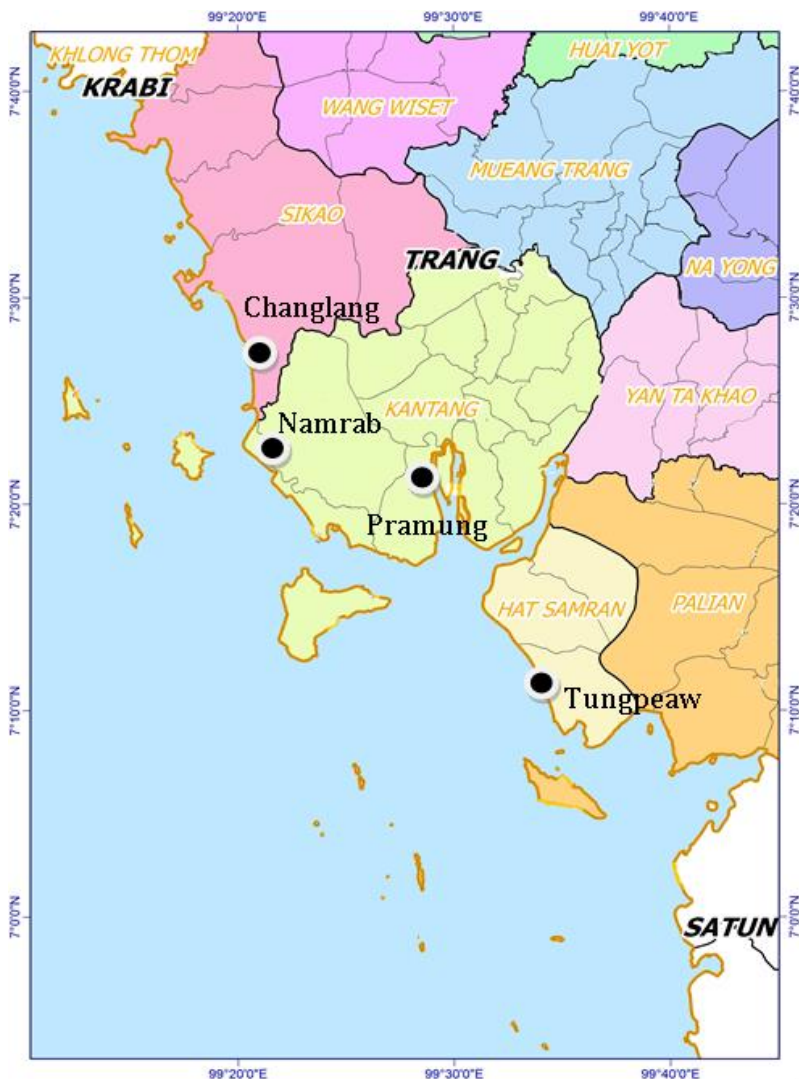 99°20'0"E 99°30'0"E 99°40'0"E
KHLONG THOM
HUAI YOT
KRABI
7°40'0"N 7°40'0"N
WANG WISET
MUEANG TRANG
SIKAO
TRANG
NA YONG
7°30'0"N 7°30'0"N
Changlang
YAN TA KHAO
KANTANG
Namrab
7°20'0"N 7°20'0"N
Pramung
HAT SAMRAN
PALIAN
Tungpeaw
7°10'0"N 7°10'0"N
7°0'0"N 7°0'0"N
SATUN
99°20'0"E 99°30'0"E 99°40'0"E